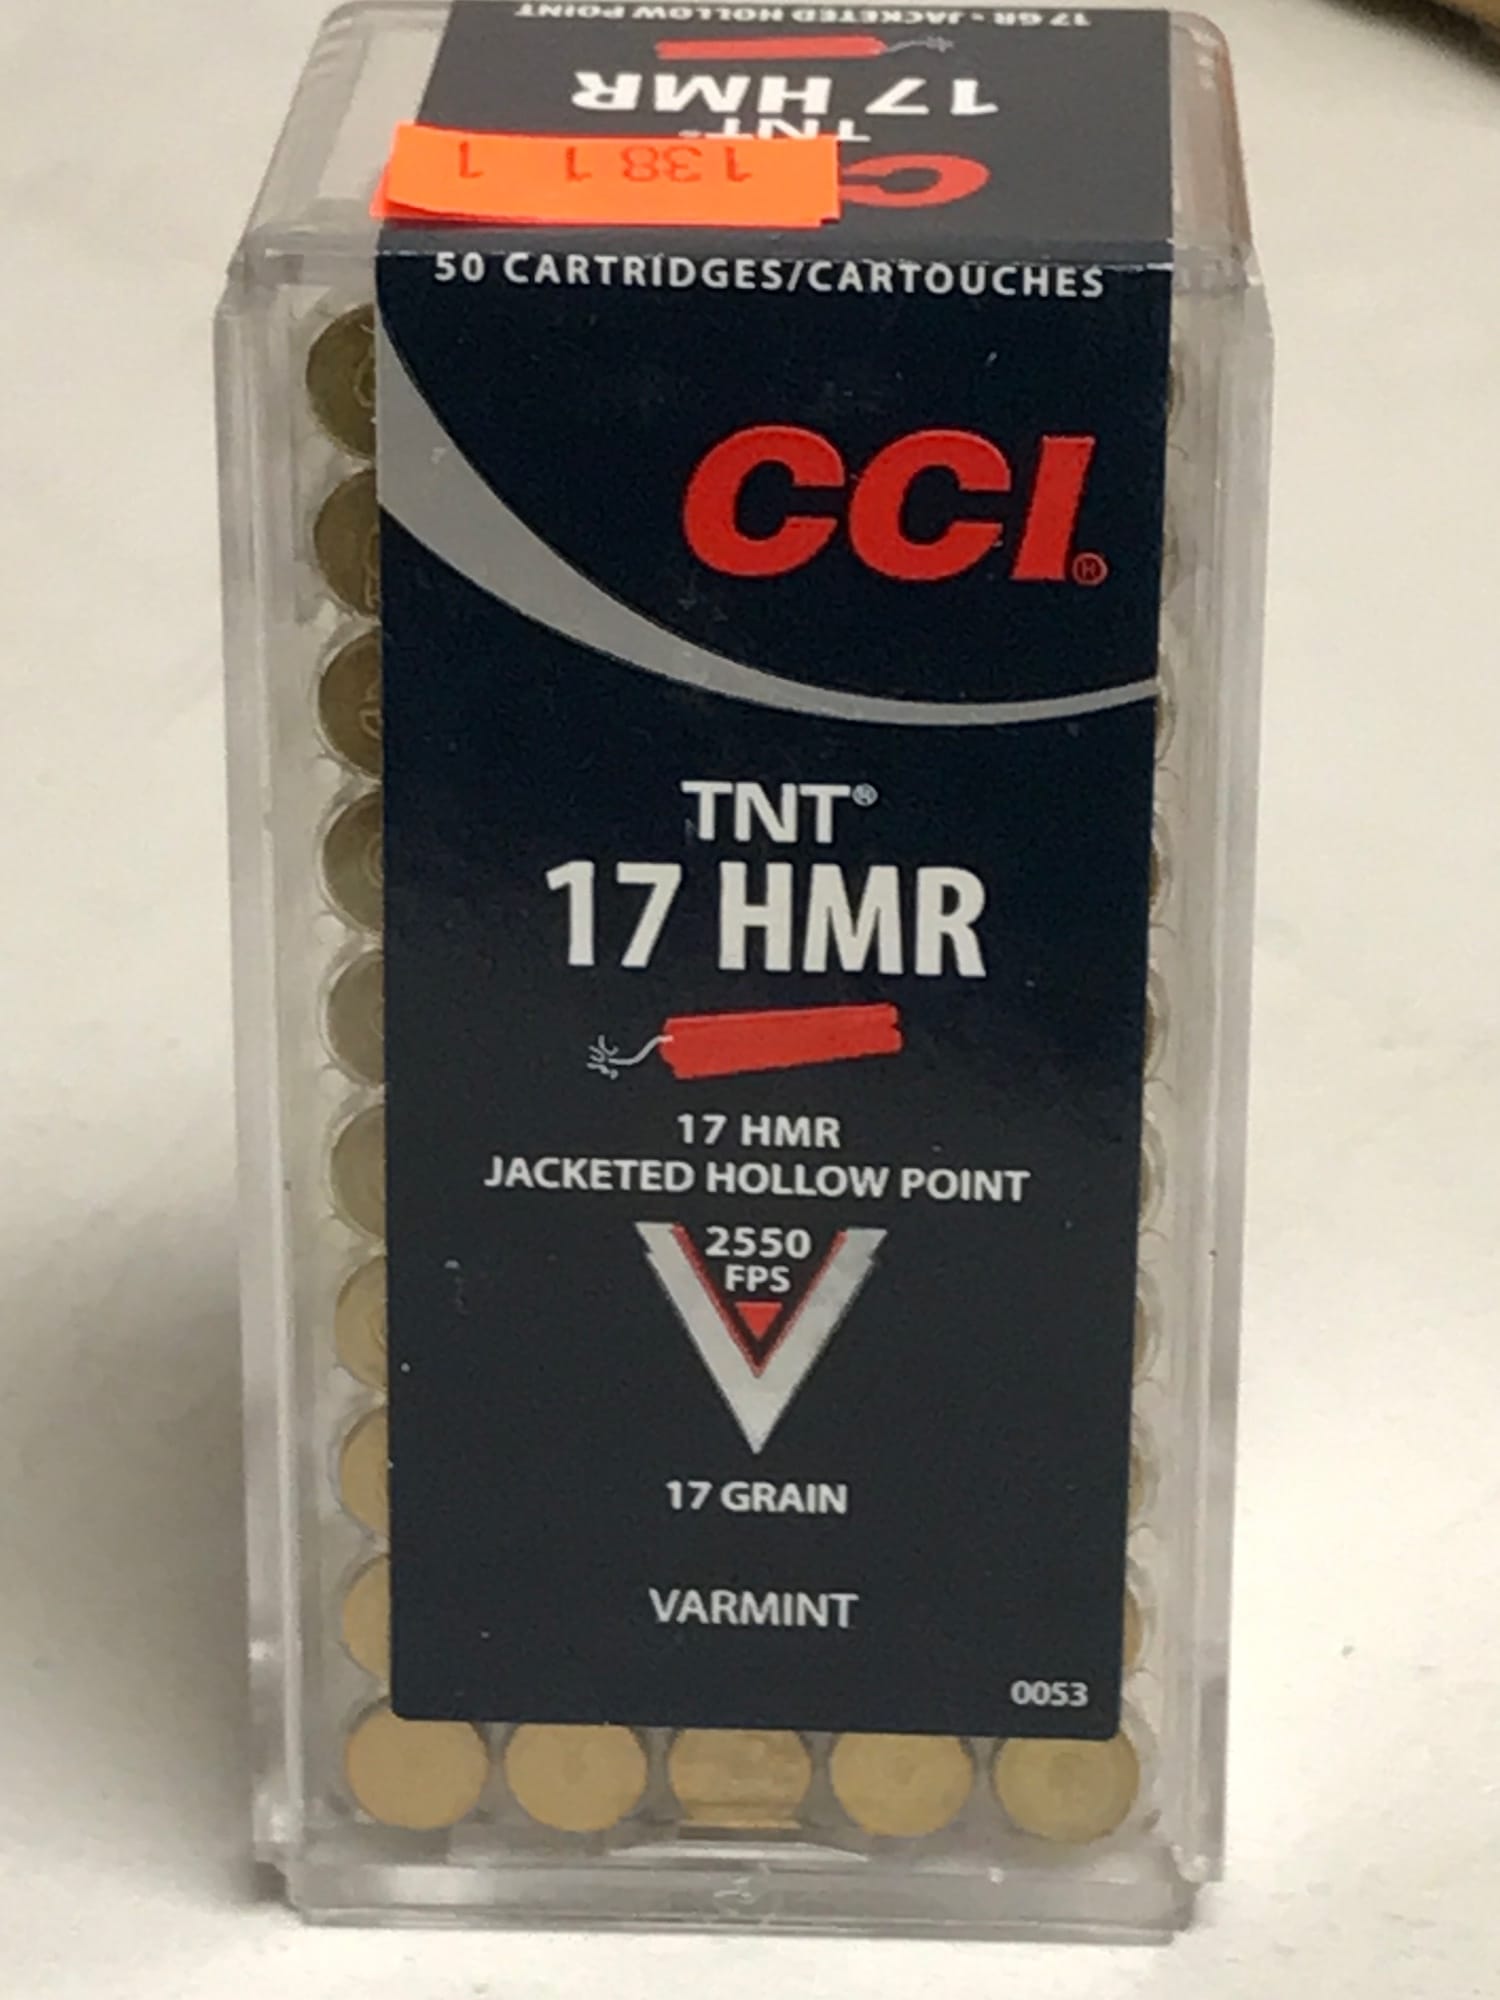 17 GR - JACKETED HOLLOW POINT
17 HMR
TNT
138 1 1
50 CARTRIDGES/CARTOUCHES
CCI®
TNT®
17 HMR
17 HMR
JACKETED HOLLOW POINT
2550
FPS
17 GRAIN
VARMINT
0053